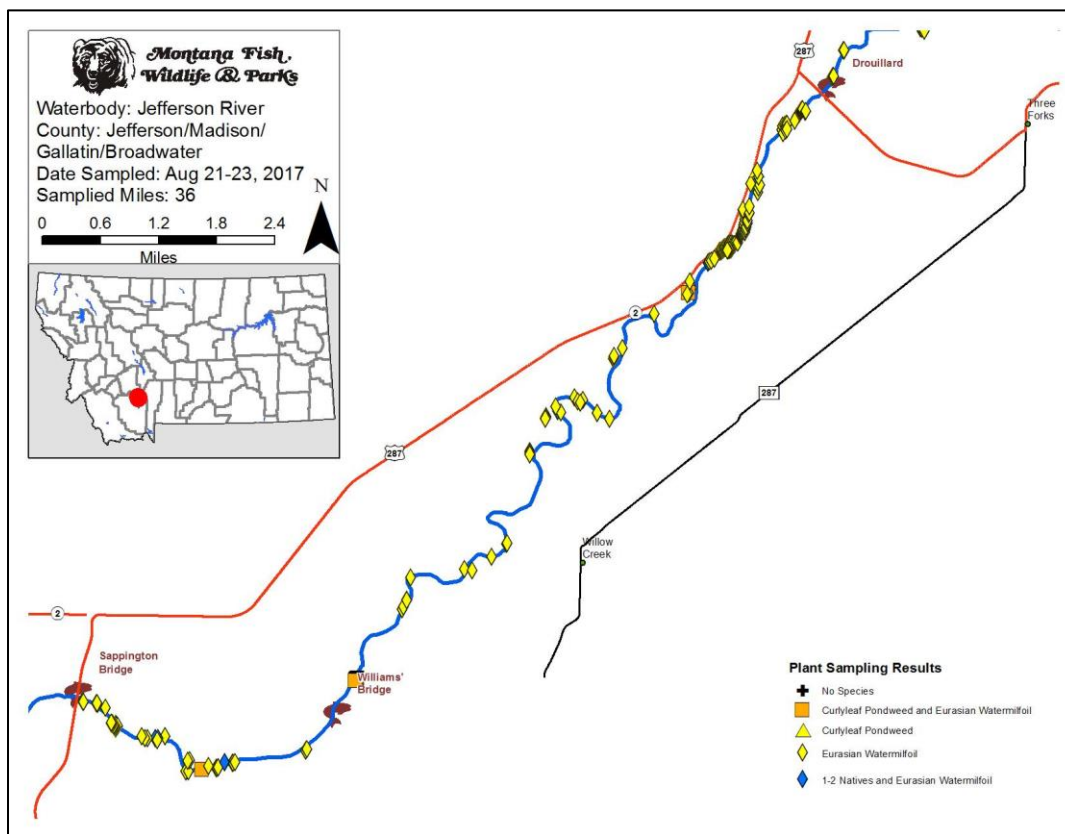 Montana Fish,
Wildlife & Parks
Waterbody: Jefferson River
County: Jefferson/Madison/
Gallatin/Broadwater
Date Sampled: Aug 21-23, 2017
Samplied Miles: 36
N
0 0.6 1.2 1.8 2.4
Miles
287
Drouillard
Three
Forks
2
287
287
Willow
Creek
2
Sappington
Bridge
Williams'
Bridge
Plant Sampling Results
No Species
Curlyleaf Pondweed and Eurasian Watermilfoil
Curlyleaf Pondweed
Eurasian Watermilfoil
1-2 Natives and Eurasian Watermilfoil